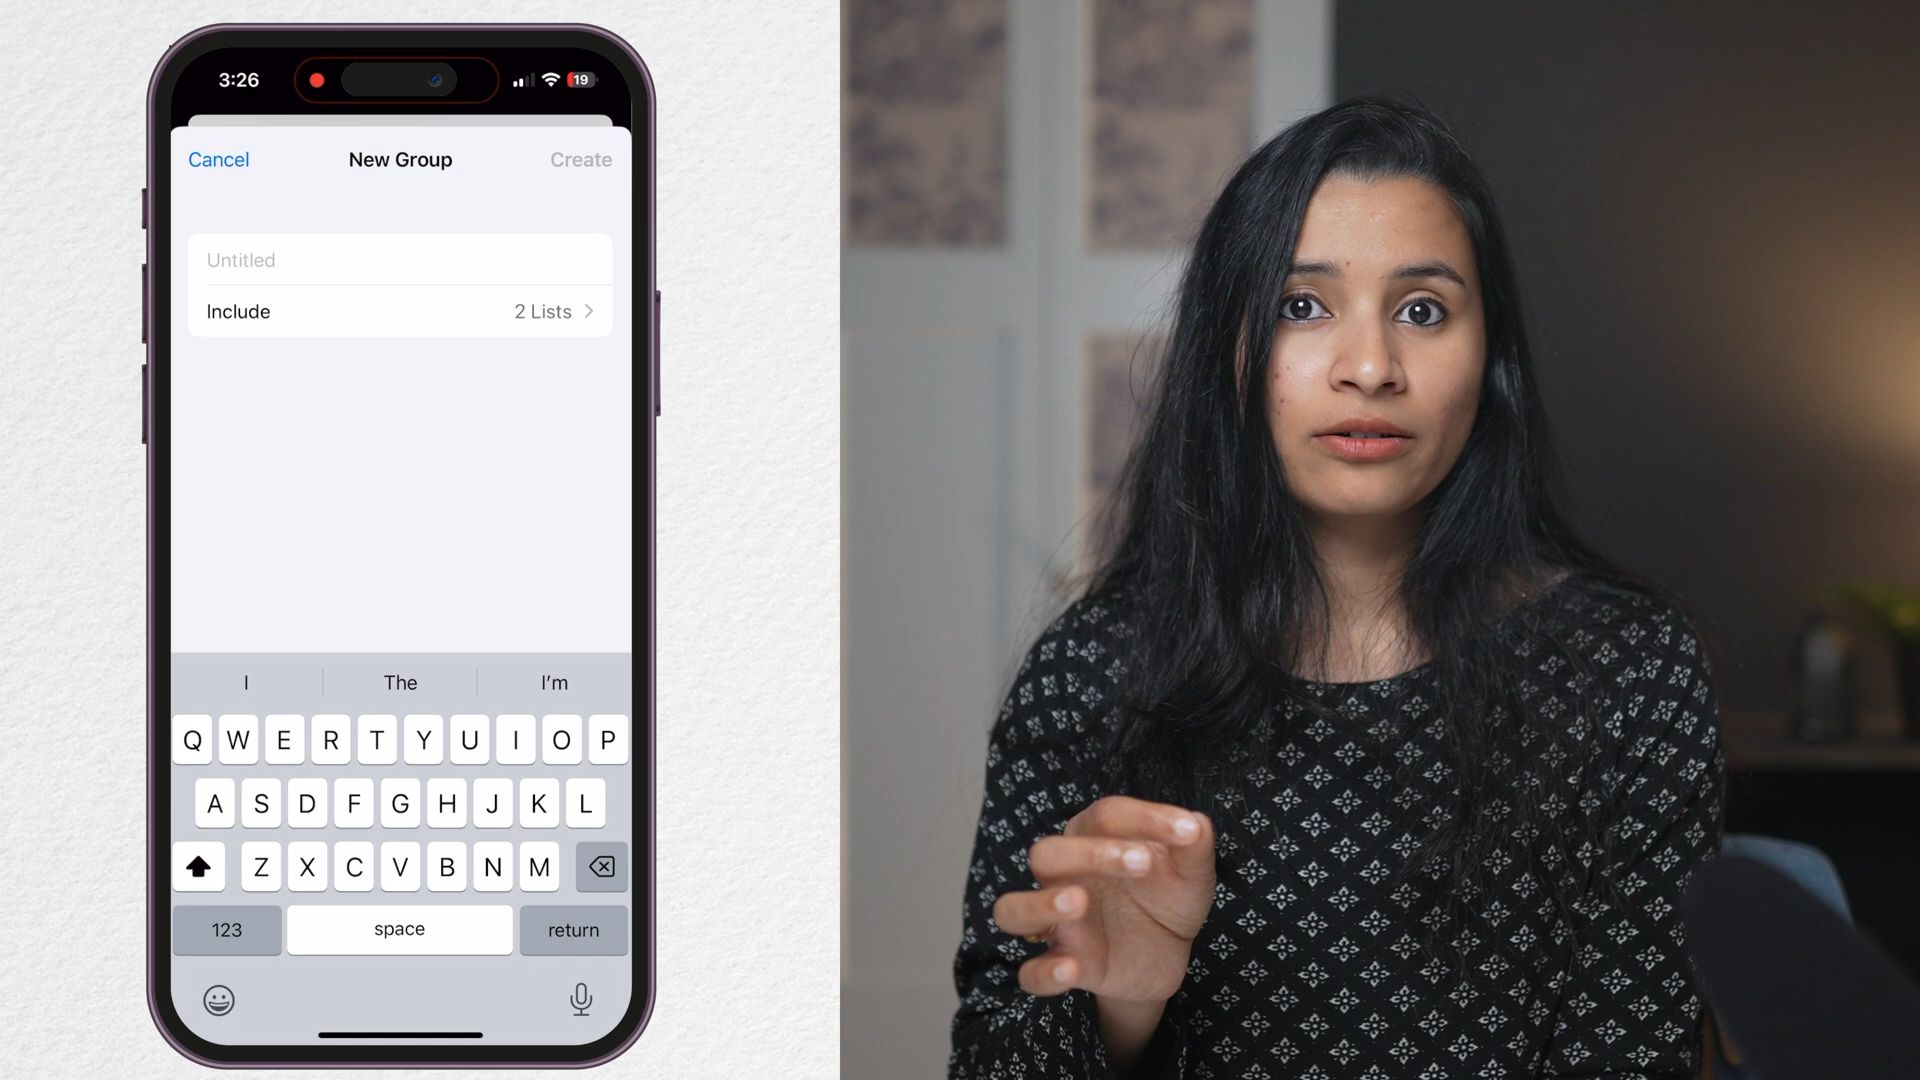 3:26
19
Cancel New Group Create
Untitled
Include 2 Lists
I The I'm
Q W E R T Y U I O P
A S D F G H J K L
Z X C V B N M
123 space return